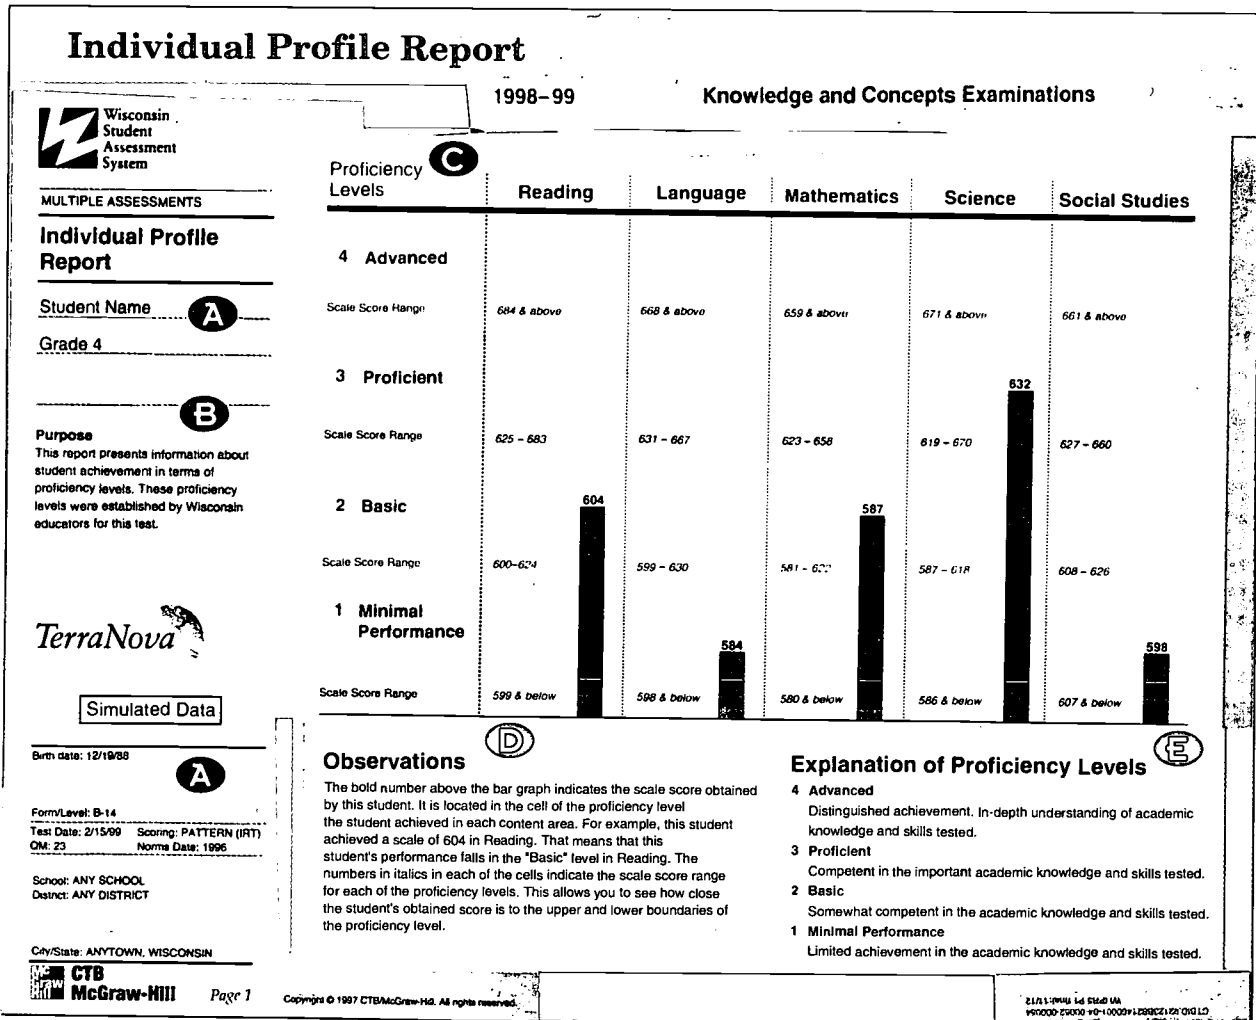 Individual Profile Report
1998–99
Knowledge and Concepts Examinations
Wisconsin
Student
Assessment
System
MULTIPLE ASSESSMENTS
Individual Profile
Report
Student Name
A
Grade 4
B
Purpose
This report presents information about
student achievement in terms of
proficiency levels. These proficiency
levels were established by Wisconsin
educators for this test.
TerraNova
Simulated Data
Birth date: 12/19/88
A
Form/Level: B-14
Test Date: 2/15/99 Scoring: PATTERN (IRT)
QM: 23 Norms Date: 1996
School: ANY SCHOOL
District: ANY DISTRICT
City/State: ANYTOWN, WISCONSIN
CTB
McGraw-Hill
Page 1
Copyright © 1997 CTB/McGraw-Hill. All rights reserved.
Proficiency
Levels
C
Reading Language Mathematics Science Social Studies
4 Advanced
Scale Score Range 684 & above 668 & above 659 & above 671 & above 661 & above
3 Proficient
632
Scale Score Range 625 – 683 631 – 667 623 – 658 619 – 670 627 – 660
2 Basic
604
587
Scale Score Range 600–624 599 – 630 581 – 622 587 – 618 608 – 626
1 Minimal
Performance
584
598
Scale Score Range 599 & below 598 & below 580 & below 586 & below 607 & below
D
Observations
The bold number above the bar graph indicates the scale score obtained
by this student. It is located in the cell of the proficiency level
the student achieved in each content area. For example, this student
achieved a scale of 604 in Reading. That means that this
student's performance falls in the "Basic" level in Reading. The
numbers in italics in each of the cells indicate the scale score range
for each of the proficiency levels. This allows you to see how close
the student's obtained score is to the upper and lower boundaries of
the proficiency level.
E
Explanation of Proficiency Levels
4 Advanced
Distinguished achievement. In-depth understanding of academic
knowledge and skills tested.
3 Proficient
Competent in the important academic knowledge and skills tested.
2 Basic
Somewhat competent in the academic knowledge and skills tested.
1 Minimal Performance
Limited achievement in the academic knowledge and skills tested.